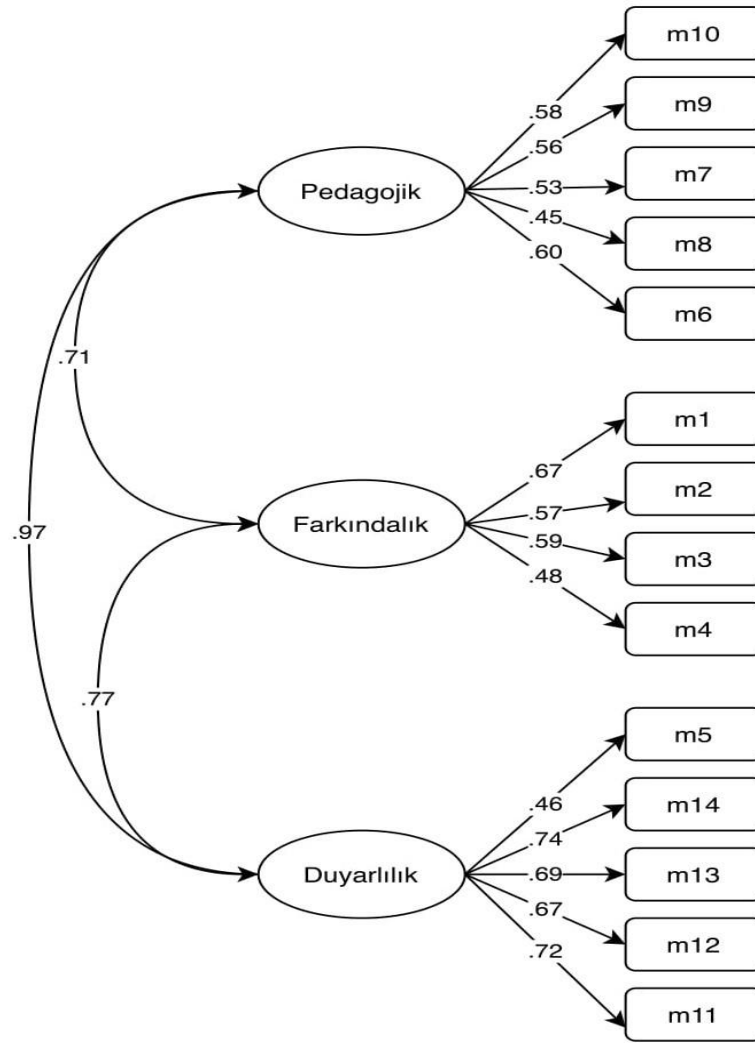 m10
.58
m9
.56
Pedagojik
.53
m7
.45
m8
.60
m6
.71
m1
.67
m2
.57
Farkındalık
.59
m3
.48
m4
.97
.77
m5
.46
m14
.74
Duyarlılık
.69
m13
.67
m12
.72
m11